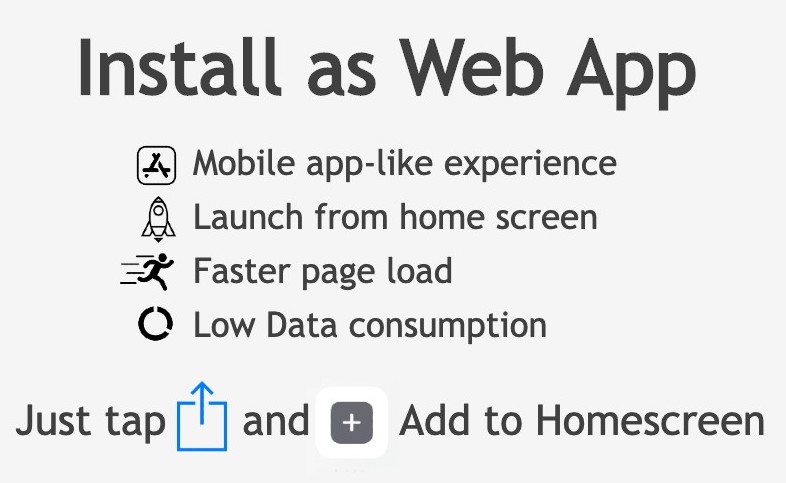 Install as Web App
Mobile app-like experience
Launch from home screen
Faster page load
Low Data consumption
Just tap and Add to Homescreen